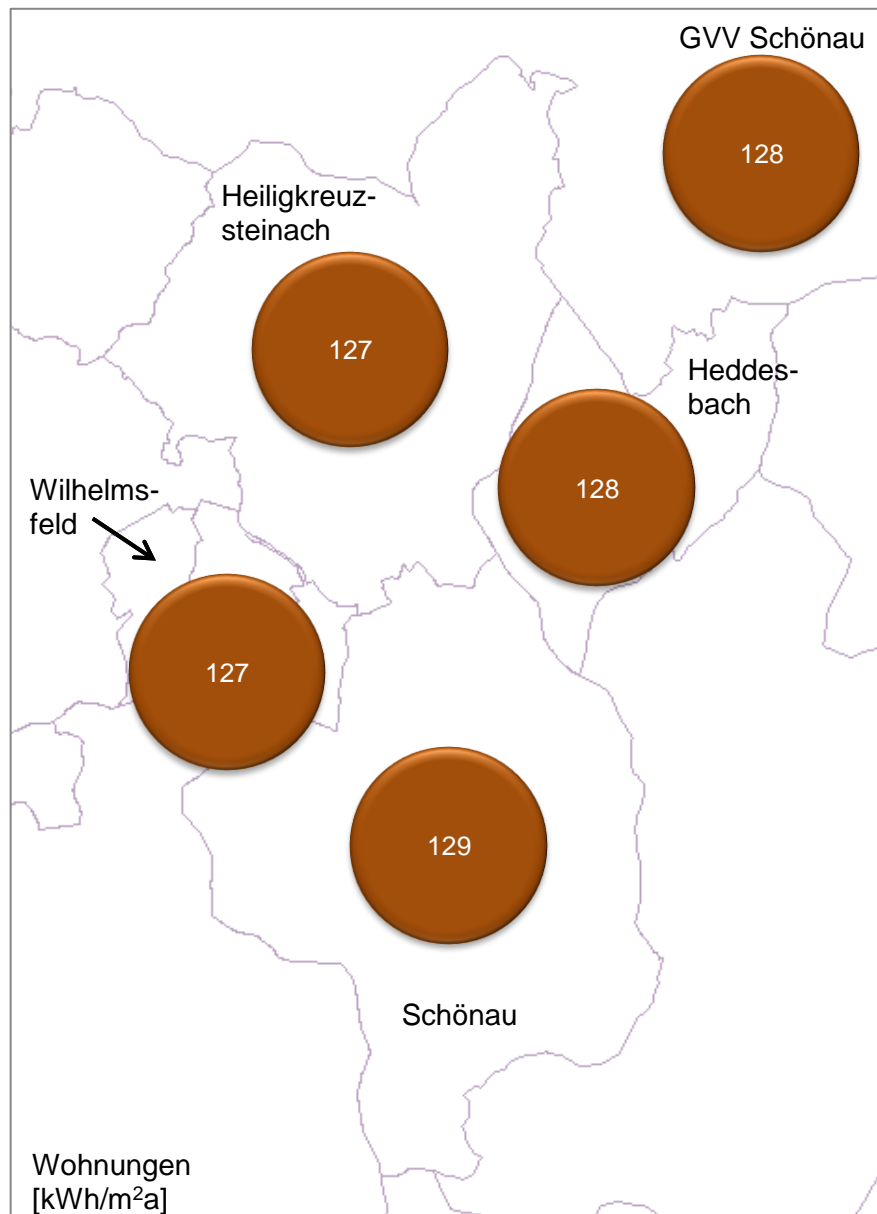 GVV Schönau
128
Heiligkreuz-
steinach
127
Heddes-
bach
128
Wilhelms-
feld
127
129
Schönau
Wohnungen
[kWh/m²a]